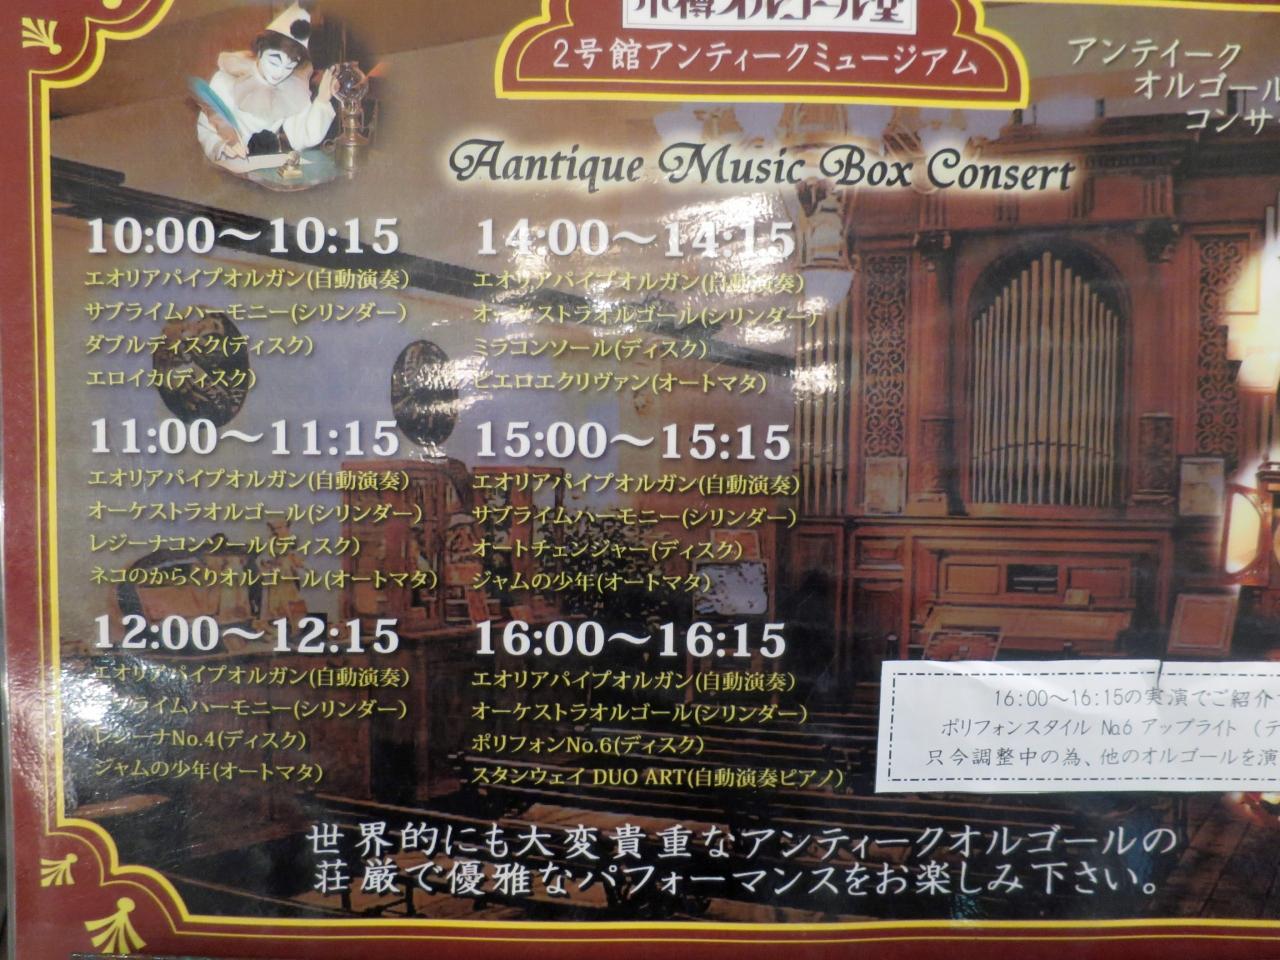 小樽オルゴール堂
2号館アンティークミュージアム
アンテイーク
オルゴール
コンサ
Aantique Music Box Consert
10:00～10:15
エオリアパイプオルガン(自動演奏)
サブライムハーモニー(シリンダー)
ダブルディスク(ディスク)
エロイカ(ディスク)
11:00～11:15
エオリアパイプオルガン(自動演奏)
オーケストラオルゴール(シリンダー)
レジーナコンソール(ディスク)
ネコのからくりオルゴール(オートマタ)
12:00～12:15
エオリアパイプオルガン(自動演奏)
サブライムハーモニー(シリンダー)
レジーナNo.4(ディスク)
ジャムの少年(オートマタ)
14:00～14:15
エオリアパイプオルガン(自動演奏)
オーケストラオルゴール(シリンダー)
ミラコンソール(ディスク)
ピエロエクリヴァン(オートマタ)
15:00～15:15
エオリアパイプオルガン(自動演奏)
サブライムハーモニー(シリンダー)
オートチェンジャー(ディスク)
ジャムの少年(オートマタ)
16:00～16:15
エオリアパイプオルガン(自動演奏)
オーケストラオルゴール(シリンダー)
ポリフォンNo.6(ディスク)
スタンウェイ DUO ART(自動演奏ピアノ)
16:00～16:15の実演でご紹介
ポリフォンスタイル No.6 アップライト（デ
只今調整中の為、他のオルゴールを演
世界的にも大変貴重なアンティークオルゴールの
荘厳で優雅なパフォーマンスをお楽しみ下さい。